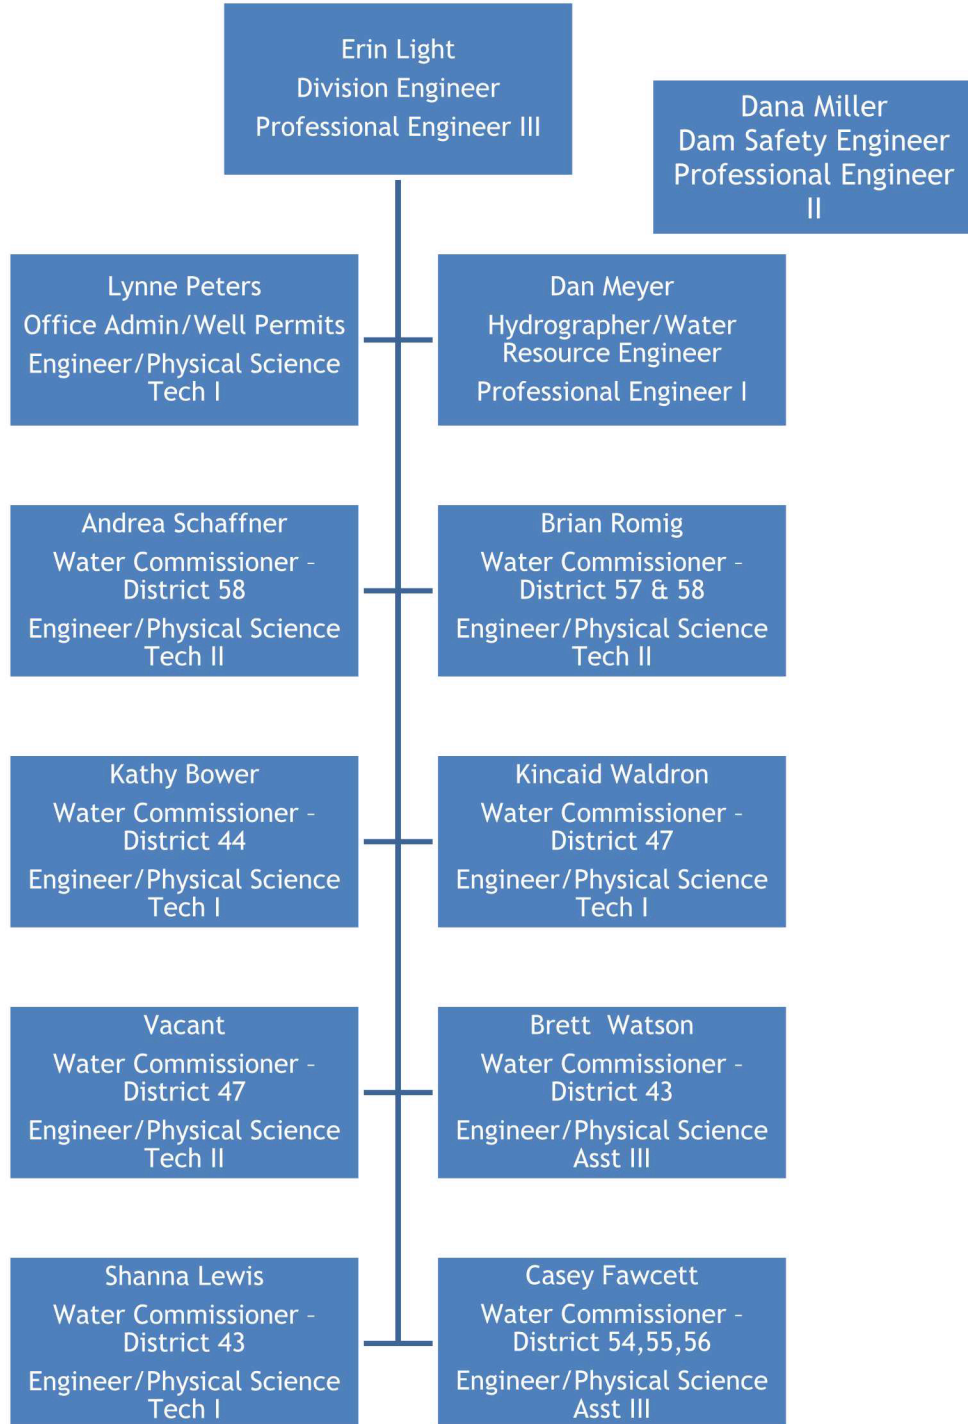 Erin Light
Division Engineer
Professional Engineer III
Dana Miller
Dam Safety Engineer
Professional Engineer
II
Lynne Peters
Office Admin/Well Permits
Engineer/Physical Science
Tech I
Dan Meyer
Hydrographer/Water
Resource Engineer
Professional Engineer I
Andrea Schaffner
Water Commissioner –
District 58
Engineer/Physical Science
Tech II
Brian Romig
Water Commissioner –
District 57 & 58
Engineer/Physical Science
Tech II
Kathy Bower
Water Commissioner –
District 44
Engineer/Physical Science
Tech I
Kincaid Waldron
Water Commissioner –
District 47
Engineer/Physical Science
Tech I
Vacant
Water Commissioner –
District 47
Engineer/Physical Science
Tech II
Brett  Watson
Water Commissioner –
District 43
Engineer/Physical Science
Asst III
Shanna Lewis
Water Commissioner –
District 43
Engineer/Physical Science
Tech I
Casey Fawcett
Water Commissioner –
District 54,55,56
Engineer/Physical Science
Asst III